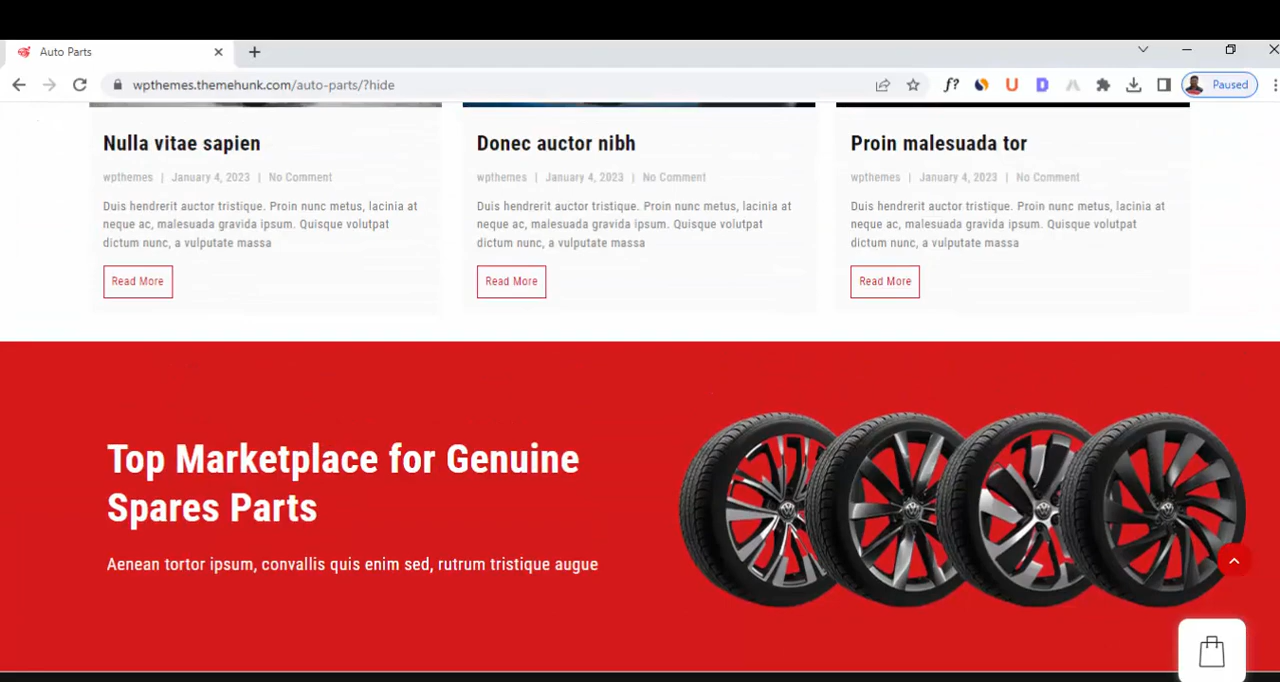 Auto Parts
wpthemes.themehunk.com/auto-parts/?hide
f?
U
D
Paused
Nulla vitae sapien
wpthemes | January 4, 2023 | No Comment
Duis hendrerit auctor tristique. Proin nunc metus, lacinia at
neque ac, malesuada gravida ipsum. Quisque volutpat
dictum nunc, a vulputate massa
Read More
Donec auctor nibh
wpthemes | January 4, 2023 | No Comment
Duis hendrerit auctor tristique. Proin nunc metus, lacinia at
neque ac, malesuada gravida ipsum. Quisque volutpat
dictum nunc, a vulputate massa
Read More
Proin malesuada tor
wpthemes | January 4, 2023 | No Comment
Duis hendrerit auctor tristique. Proin nunc metus, lacinia at
neque ac, malesuada gravida ipsum. Quisque volutpat
dictum nunc, a vulputate massa
Read More
Top Marketplace for Genuine
Spares Parts
Aenean tortor ipsum, convallis quis enim sed, rutrum tristique augue